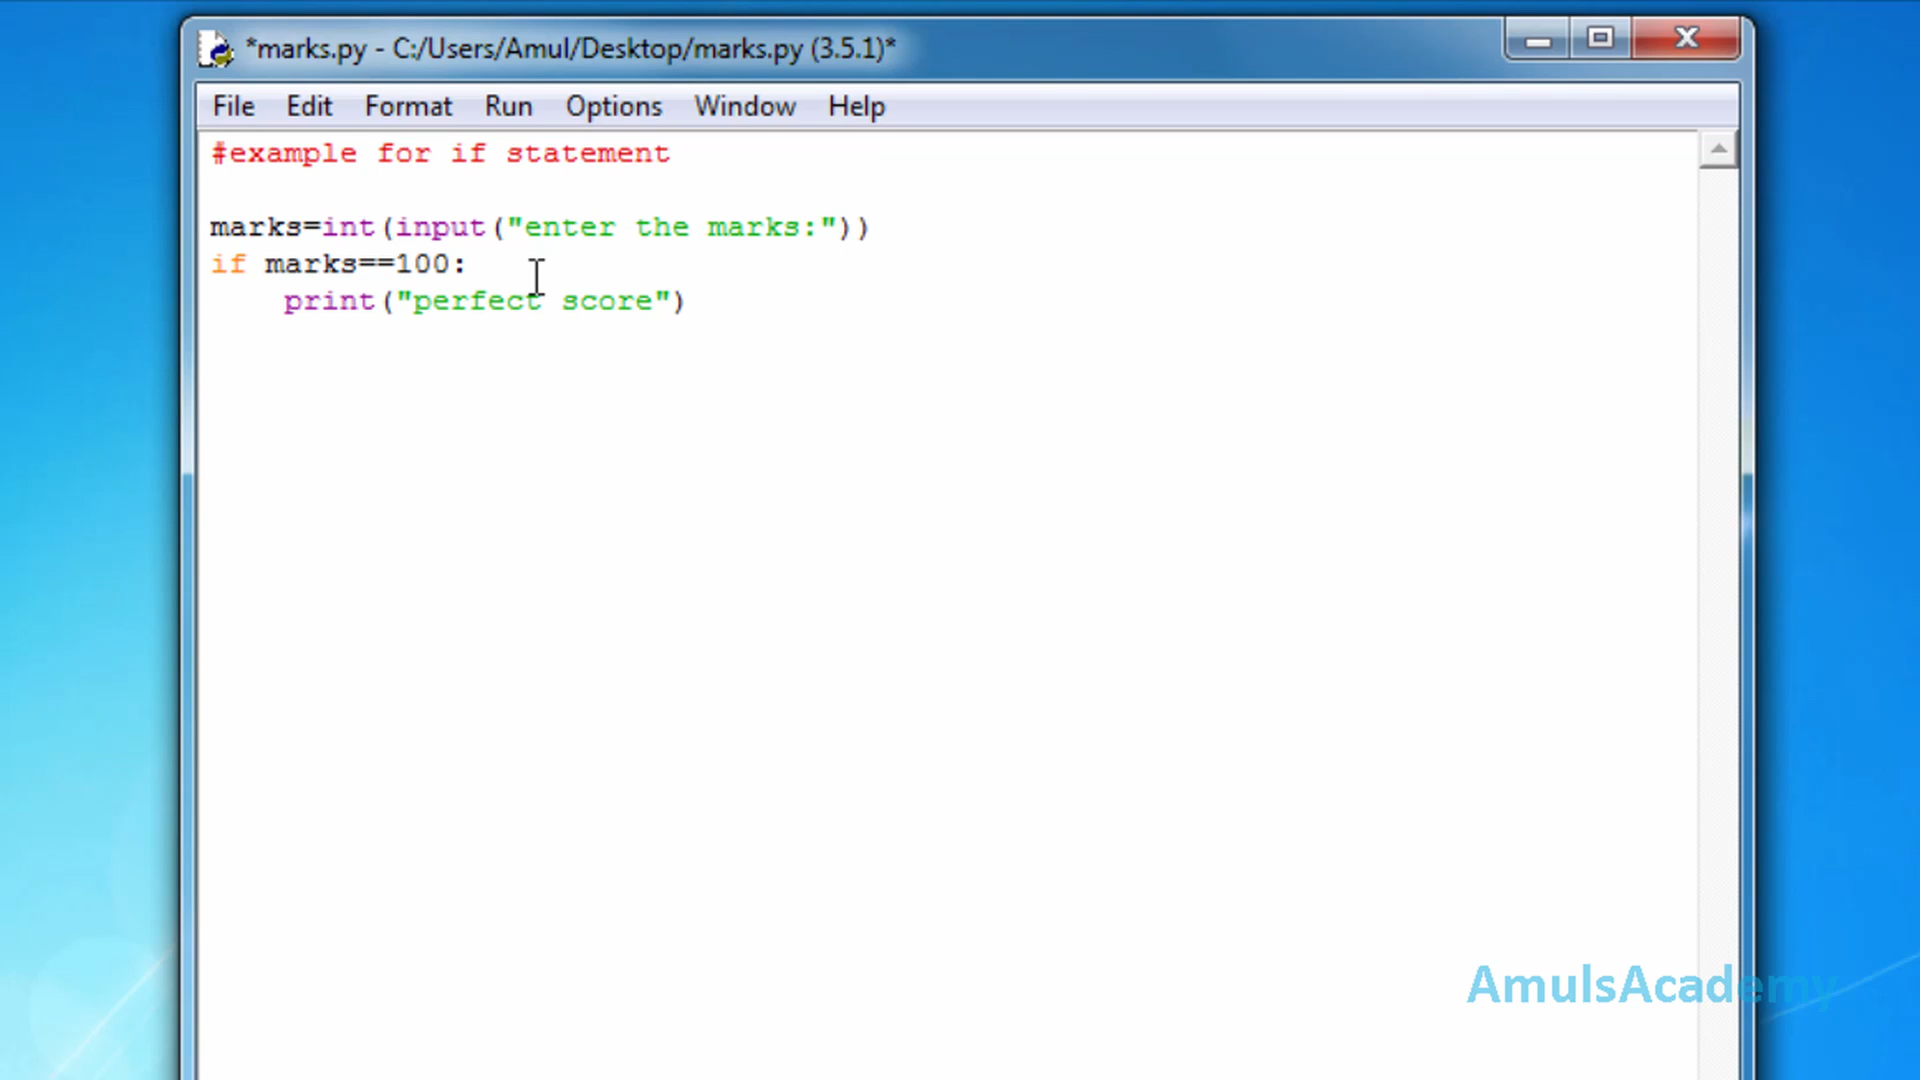 *marks.py - C:/Users/Amul/Desktop/marks.py (3.5.1)*
File Edit Format Run Options Window Help
#example for if statement
marks=int(input("enter the marks:"))
if marks==100:
    print("perfect score")
AmulsAcademy